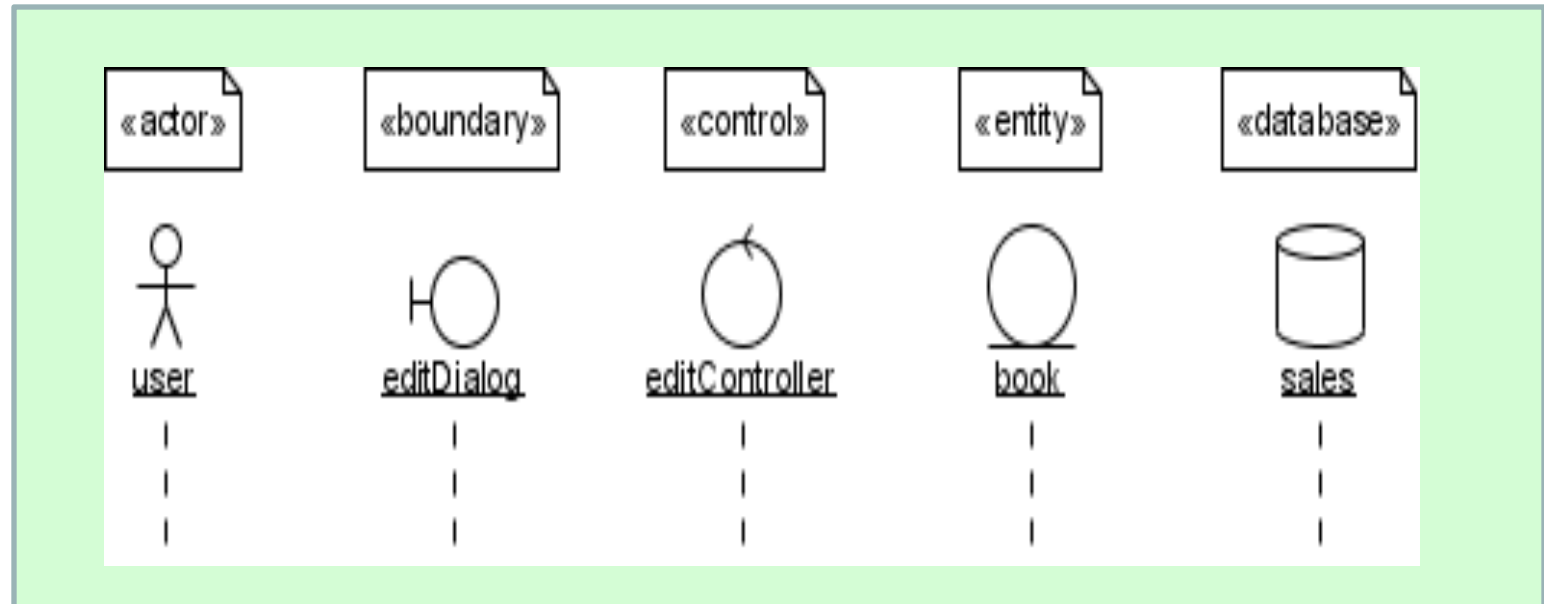 «actor» «boundary» «control» «entity» «database»
user editDialog editController book sales